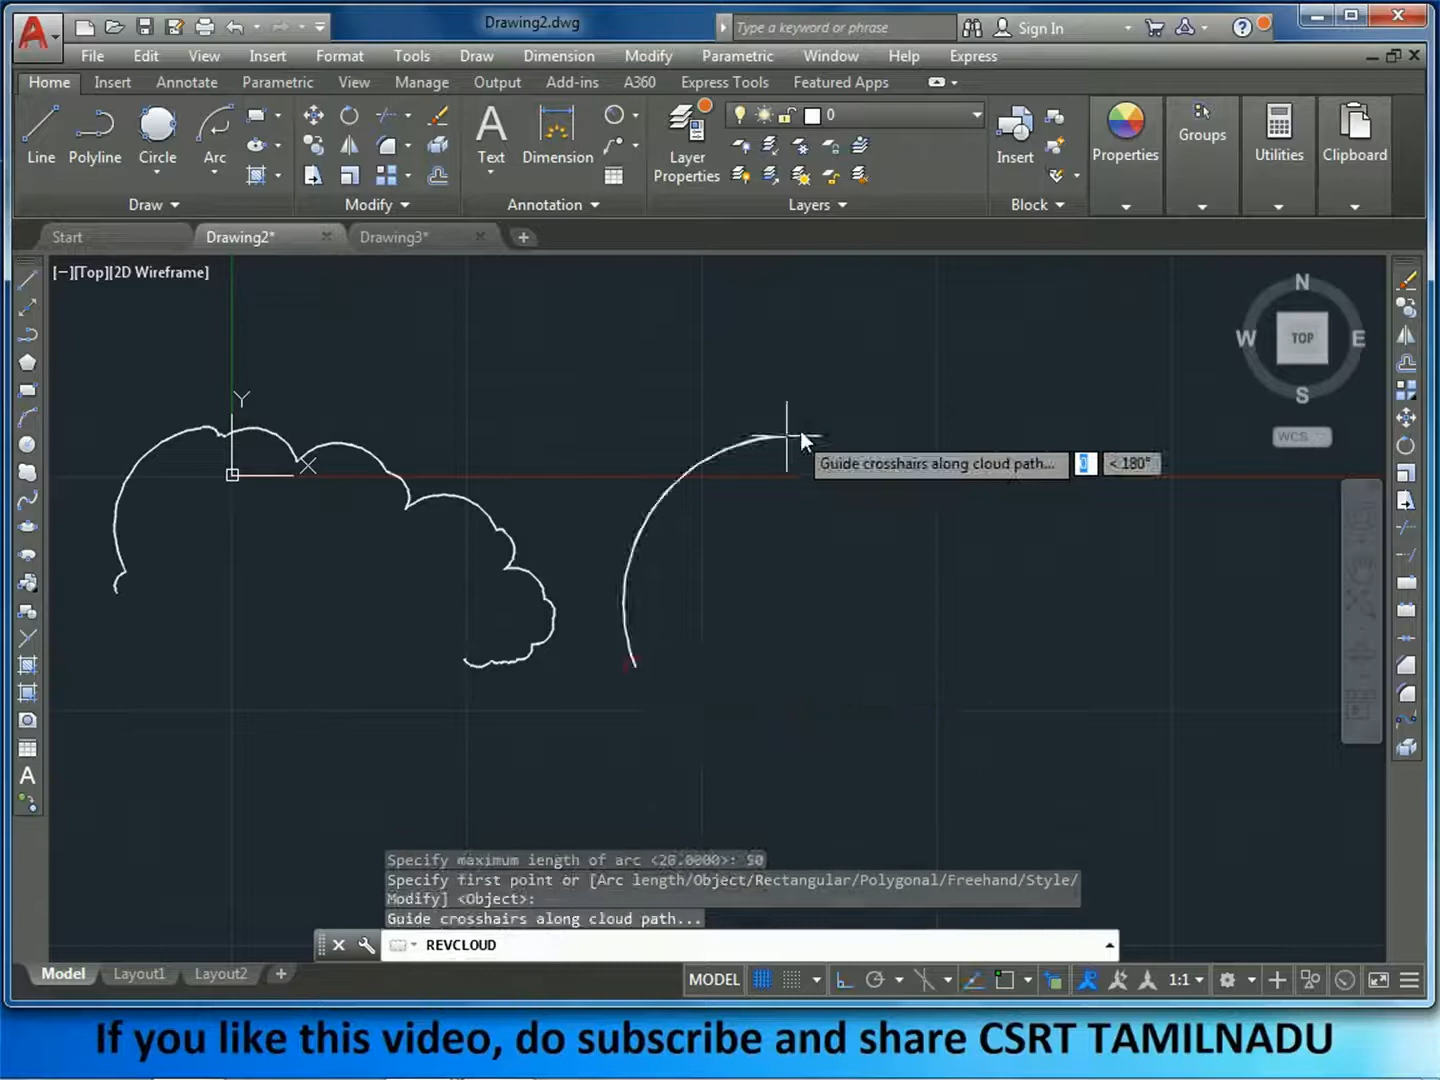 Drawing2.dwg
Type a keyword or phrase
Sign In
File Edit View Insert Format Tools Draw Dimension Modify Parametric Window Help Express
Home Insert Annotate Parametric View Manage Output Add-ins A360 Express Tools Featured Apps
0
Line Polyline Circle Arc
Text Dimension
Layer
Properties
Insert
Properties
Groups
Utilities
Clipboard
Draw Modify Annotation Layers Block
Start Drawing2* Drawing3*
[−][Top][2D Wireframe]
N
W TOP E
S
WCS
Y
X
Guide crosshairs along cloud path... 0 < 180°
A
Specify maximum length of arc <20.0000>: 50
Specify first point or [Arc length/Object/Rectangular/Polygonal/Freehand/Style/
Modify] <Object>:
Guide crosshairs along cloud path...
REVCLOUD
Model Layout1 Layout2 +
MODEL 1:1
If you like this video, do subscribe and share CSRT TAMILNADU